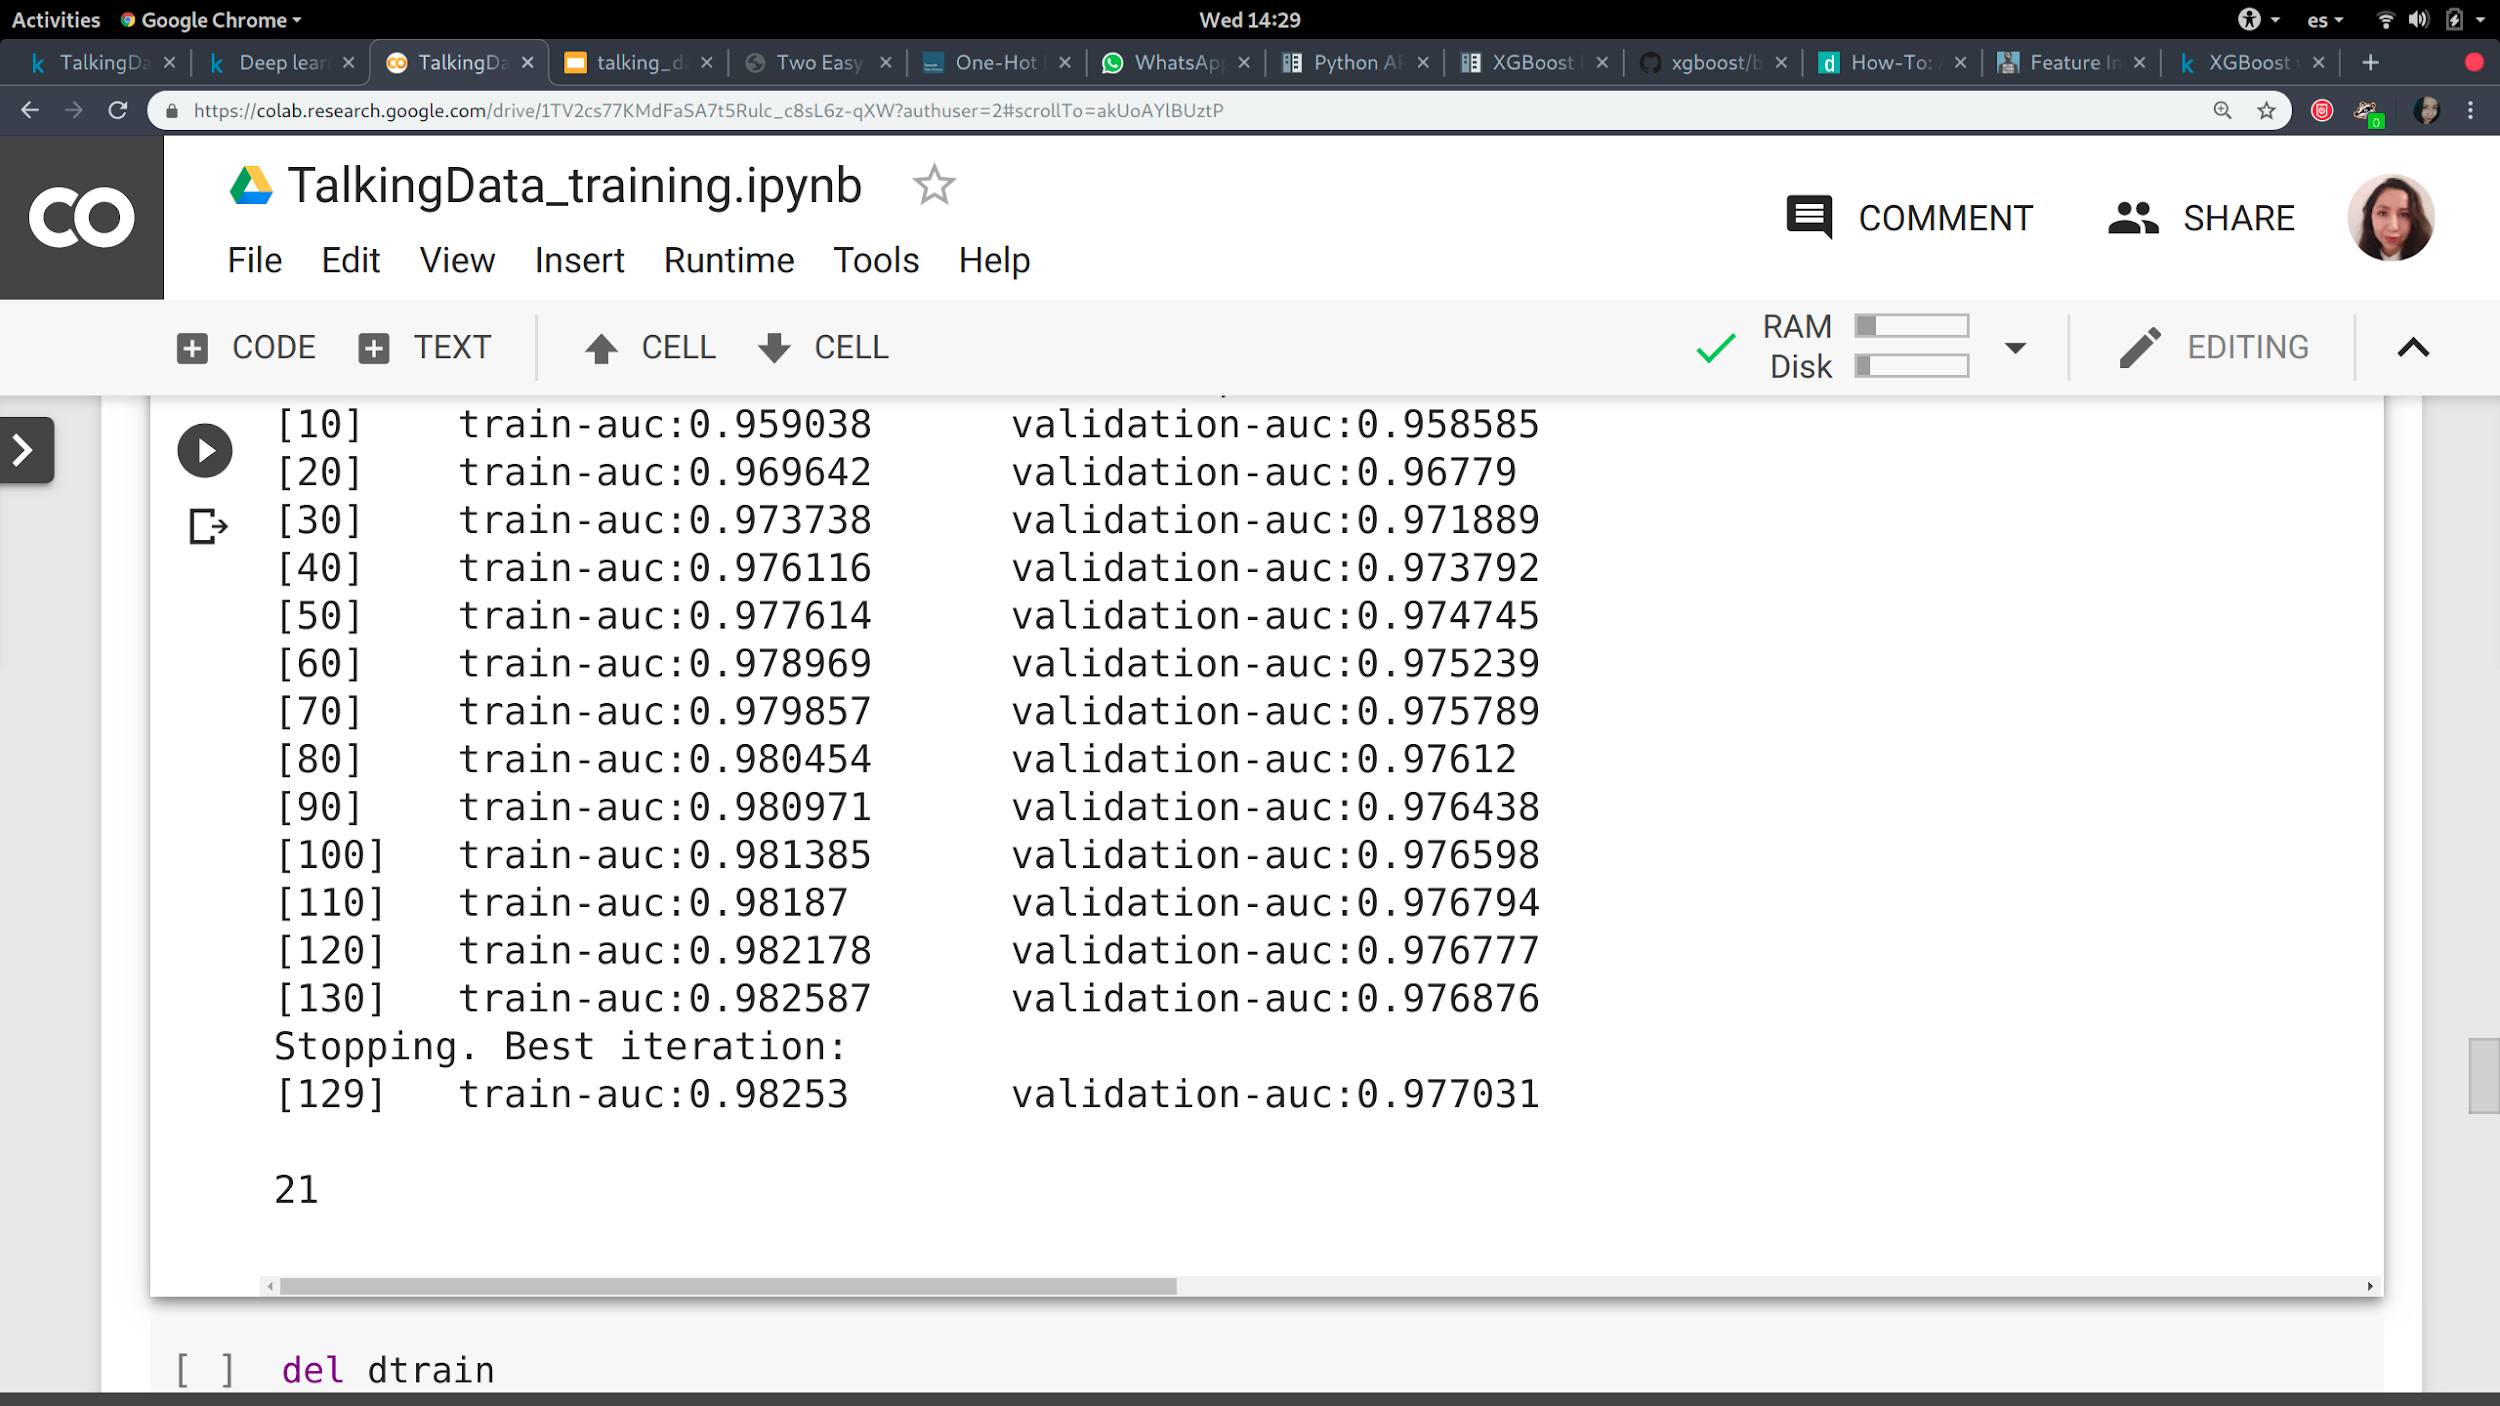 Activities Google Chrome Wed 14:29 es
TalkingDa Deep lear TalkingDa talking_d Two Easy One-Hot WhatsApp Python AP XGBoost xgboost/b How-To: Feature In XGBoost
https://colab.research.google.com/drive/1TV2cs77KMdFaSA7t5Rulc_c8sL6z-qXW?authuser=2#scrollTo=akUoAYlBUztP
0
CO TalkingData_training.ipynb
COMMENT SHARE
File Edit View Insert Runtime Tools Help
CODE TEXT CELL CELL RAM Disk EDITING
[10] train-auc:0.959038 validation-auc:0.958585
[20] train-auc:0.969642 validation-auc:0.96779
[30] train-auc:0.973738 validation-auc:0.971889
[40] train-auc:0.976116 validation-auc:0.973792
[50] train-auc:0.977614 validation-auc:0.974745
[60] train-auc:0.978969 validation-auc:0.975239
[70] train-auc:0.979857 validation-auc:0.975789
[80] train-auc:0.980454 validation-auc:0.97612
[90] train-auc:0.980971 validation-auc:0.976438
[100] train-auc:0.981385 validation-auc:0.976598
[110] train-auc:0.98187 validation-auc:0.976794
[120] train-auc:0.982178 validation-auc:0.976777
[130] train-auc:0.982587 validation-auc:0.976876
Stopping. Best iteration:
[129] train-auc:0.98253 validation-auc:0.977031
21
[ ] del dtrain